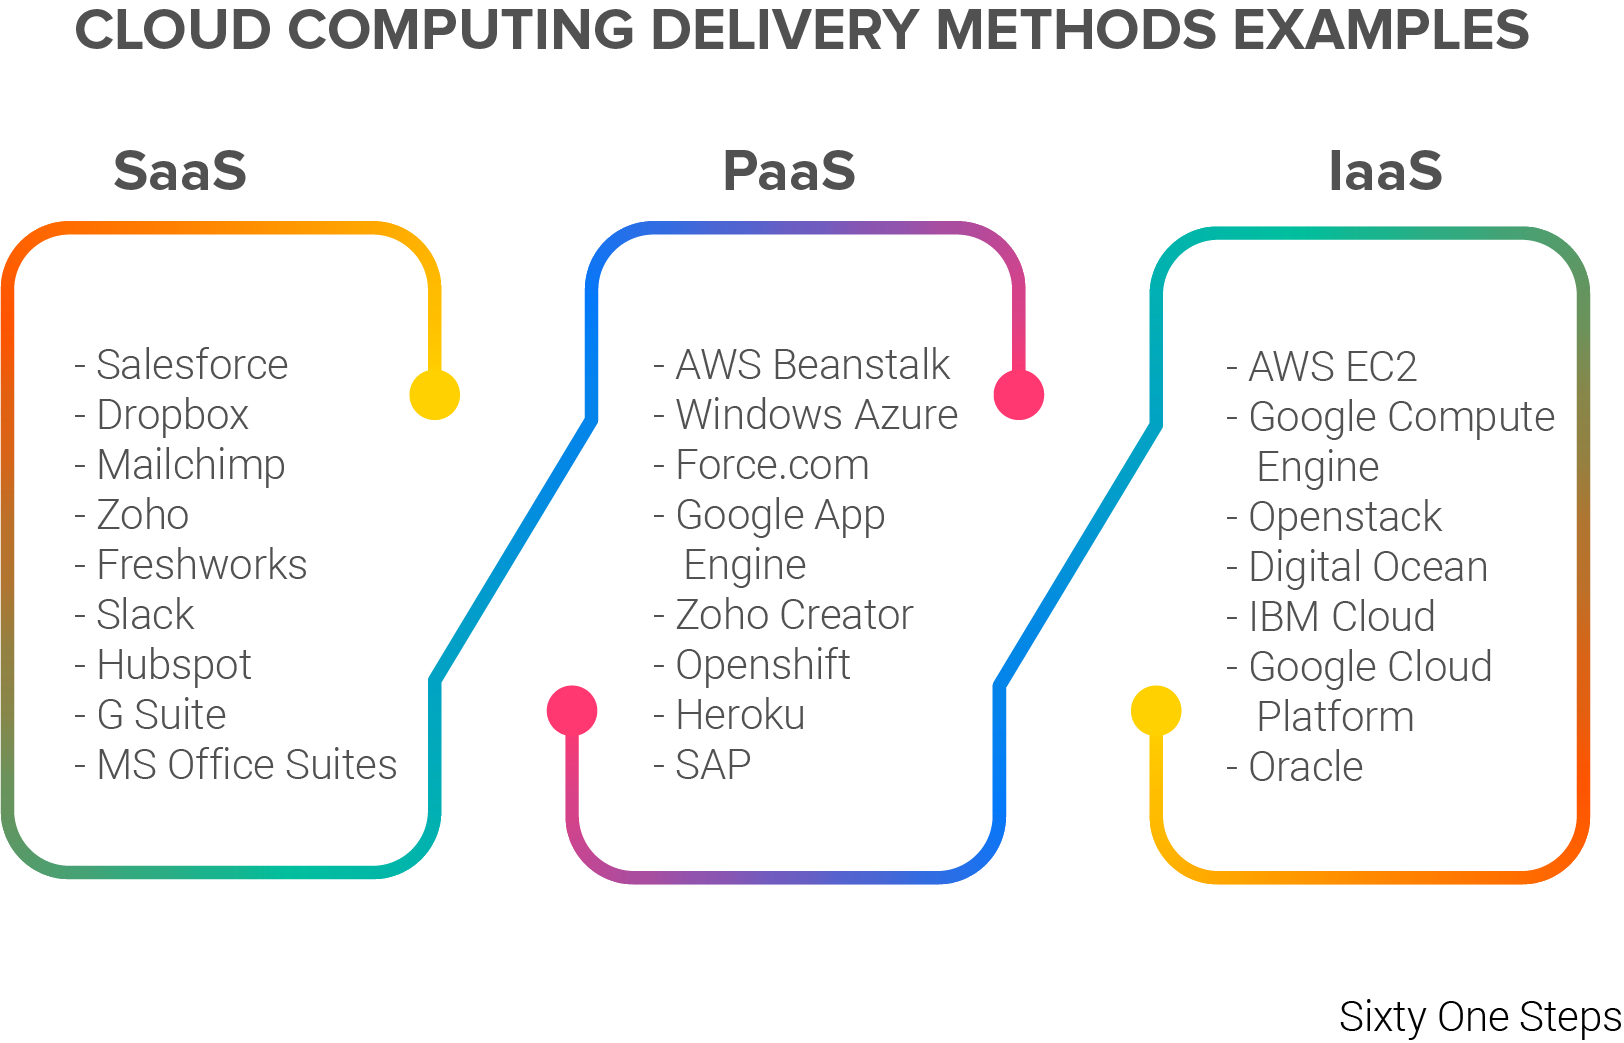 CLOUD COMPUTING DELIVERY METHODS EXAMPLES
SaaS
- Salesforce
- Dropbox
- Mailchimp
- Zoho
- Freshworks
- Slack
- Hubspot
- G Suite
- MS Office Suites
PaaS
- AWS Beanstalk
- Windows Azure
- Force.com
- Google App
Engine
- Zoho Creator
- Openshift
- Heroku
- SAP
IaaS
- AWS EC2
- Google Compute
Engine
- Openstack
- Digital Ocean
- IBM Cloud
- Google Cloud
Platform
- Oracle
Sixty One Steps